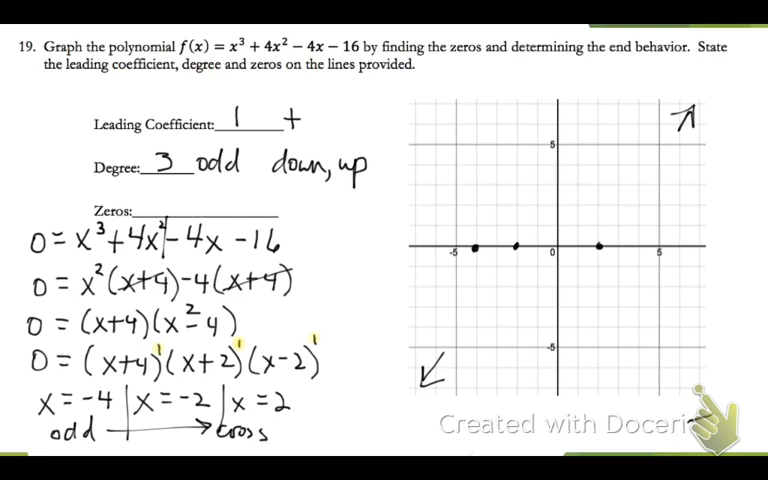 19. Graph the polynomial f(x) = x³ + 4x² − 4x − 16 by finding the zeros and determining the end behavior. State
the leading coefficient, degree and zeros on the lines provided.
Leading Coefficient: 1 +
Degree: 3 odd down, up
Zeros:
0 = x³ + 4x² − 4x − 16
0 = x²(x+4) − 4(x+4)
0 = (x+4)(x² − 4)
0 = (x+4)¹(x+2)¹(x−2)¹
x = −4 | x = −2 | x = 2
odd → cross
5
-5 0 5
-5
Created with Doceri